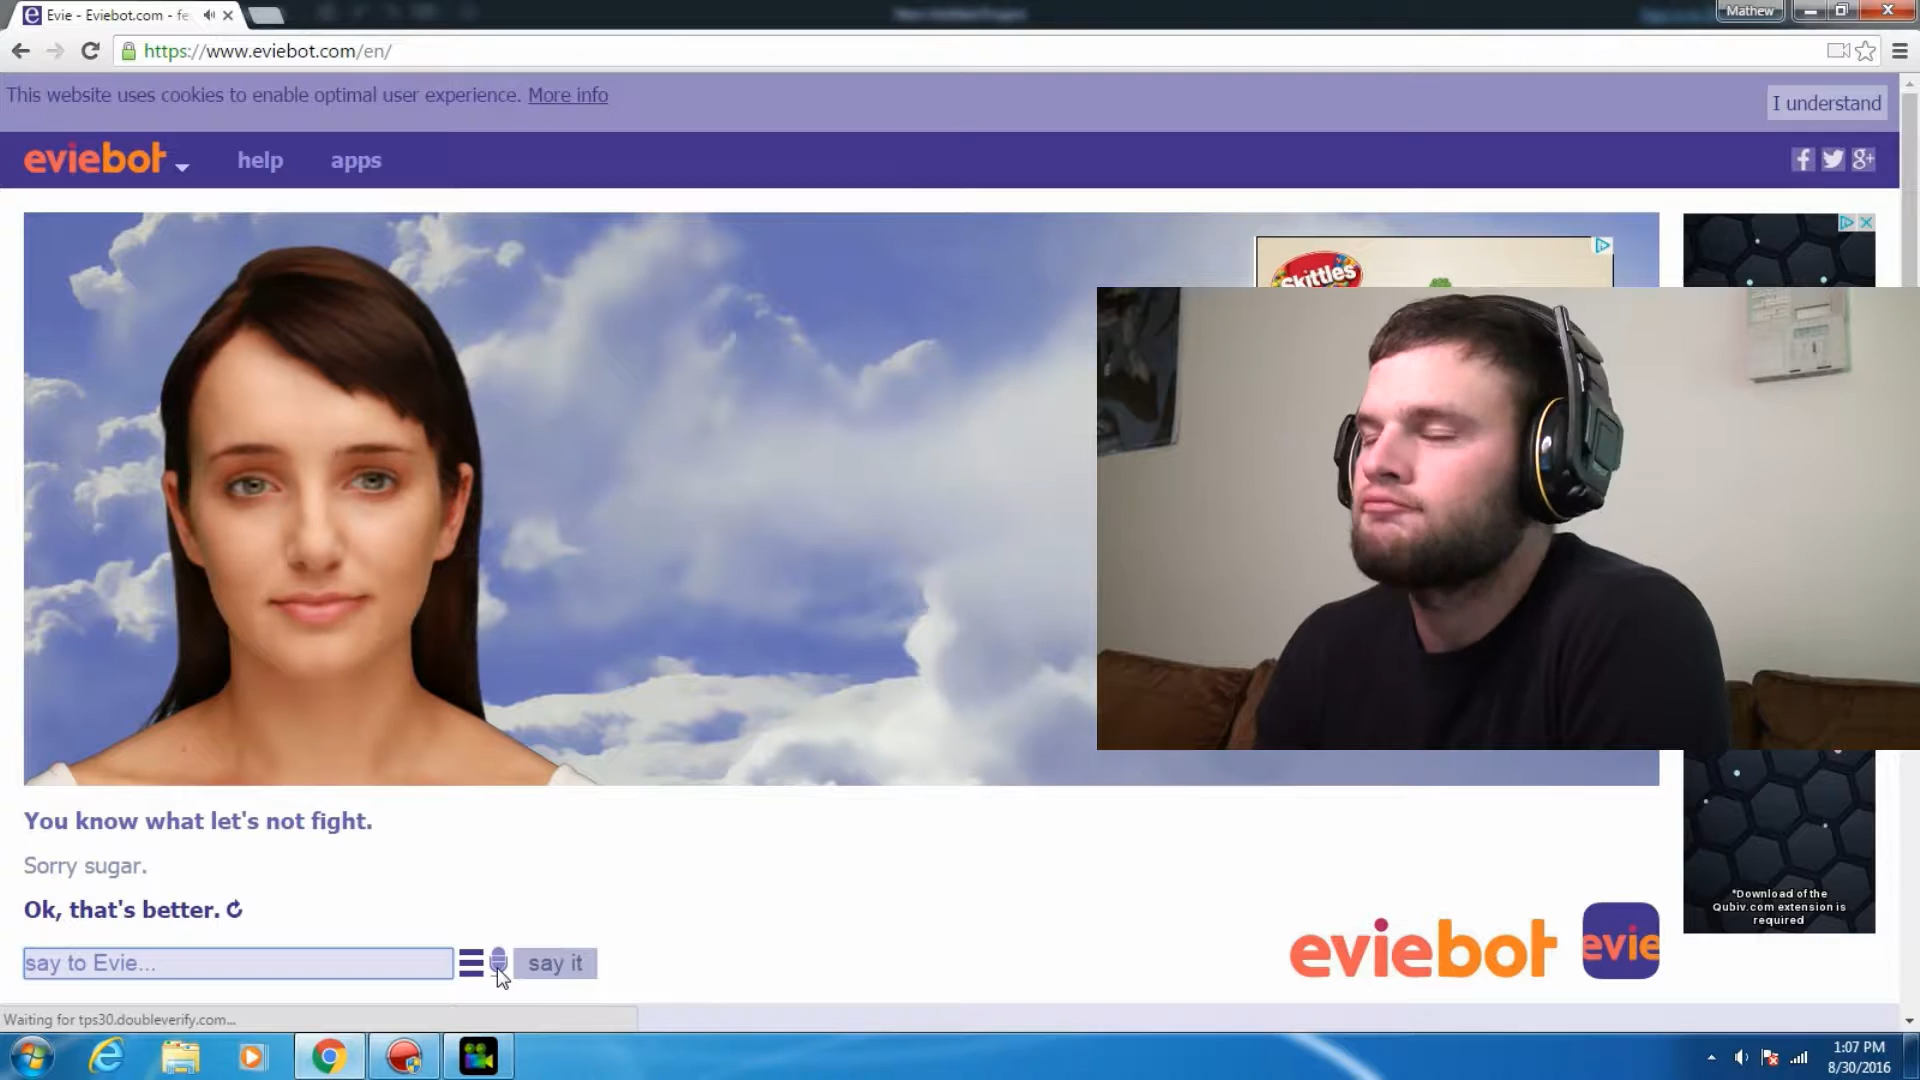 Evie - Eviebot.com - fe
Mathew
https://www.eviebot.com/en/
This website uses cookies to enable optimal user experience. More info
I understand
eviebot
help
apps
Skittles
You know what let's not fight.
Sorry sugar.
Ok, that's better.
say to Evie...
say it
eviebot
evie
*Download of the
Qubiv.com extension is
required
Waiting for tps30.doubleverify.com...
1:07 PM
8/30/2016